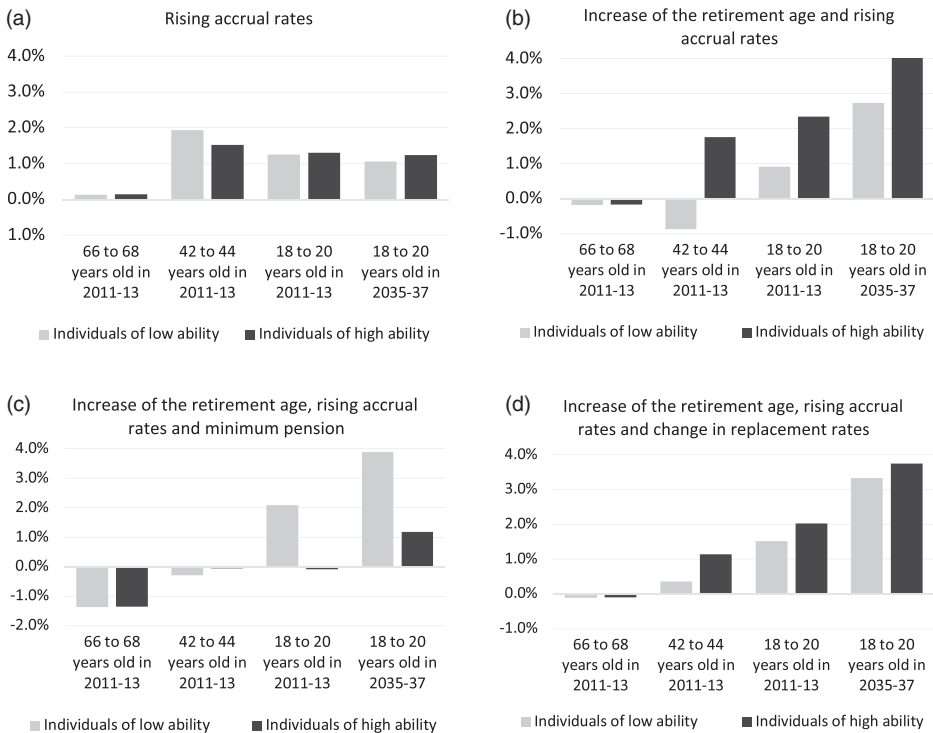 (a)
Rising accrual rates
4.0%
3.0%
2.0%
1.0%
0.0%
1.0%
66 to 68
years old in
2011-13
42 to 44
years old in
2011-13
18 to 20
years old in
2011-13
18 to 20
years old in
2035-37
Individuals of low ability
Individuals of high ability
(b)
Increase of the retirement age and rising
accrual rates
4.0%
3.0%
2.0%
1.0%
0.0%
-1.0%
66 to 68
years old in
2011-13
42 to 44
years old in
2011-13
18 to 20
years old in
2011-13
18 to 20
years old in
2035-37
Individuals of low ability
Individuals of high ability
(c)
Increase of the retirement age, rising accrual
rates and minimum pension
4.0%
3.0%
2.0%
1.0%
0.0%
-1.0%
-2.0%
66 to 68
years old in
2011-13
42 to 44
years old in
2011-13
18 to 20
years old in
2011-13
18 to 20
years old in
2035-37
Individuals of low ability
Individuals of high ability
(d)
Increase of the retirement age, rising accrual
rates and change in replacement rates
4.0%
3.0%
2.0%
1.0%
0.0%
-1.0%
66 to 68
years old in
2011-13
42 to 44
years old in
2011-13
18 to 20
years old in
2011-13
18 to 20
years old in
2035-37
Individuals of low ability
Individuals of high ability